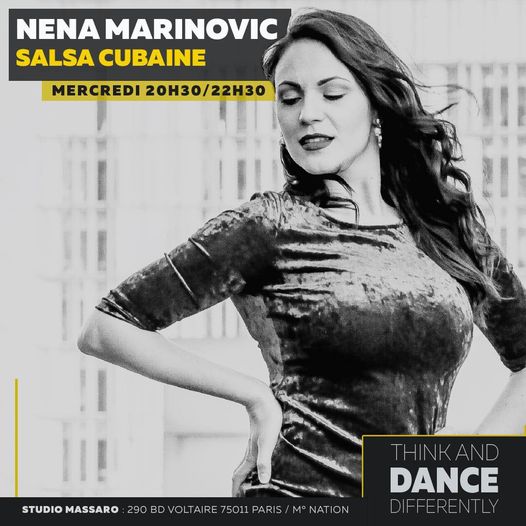 NENA MARINOVIC
SALSA CUBAINE
MERCREDI 20H30/22H30
THINK AND
DANCE
DIFFERENTLY
STUDIO MASSARO : 290 BD VOLTAIRE 75011 PARIS / M° NATION